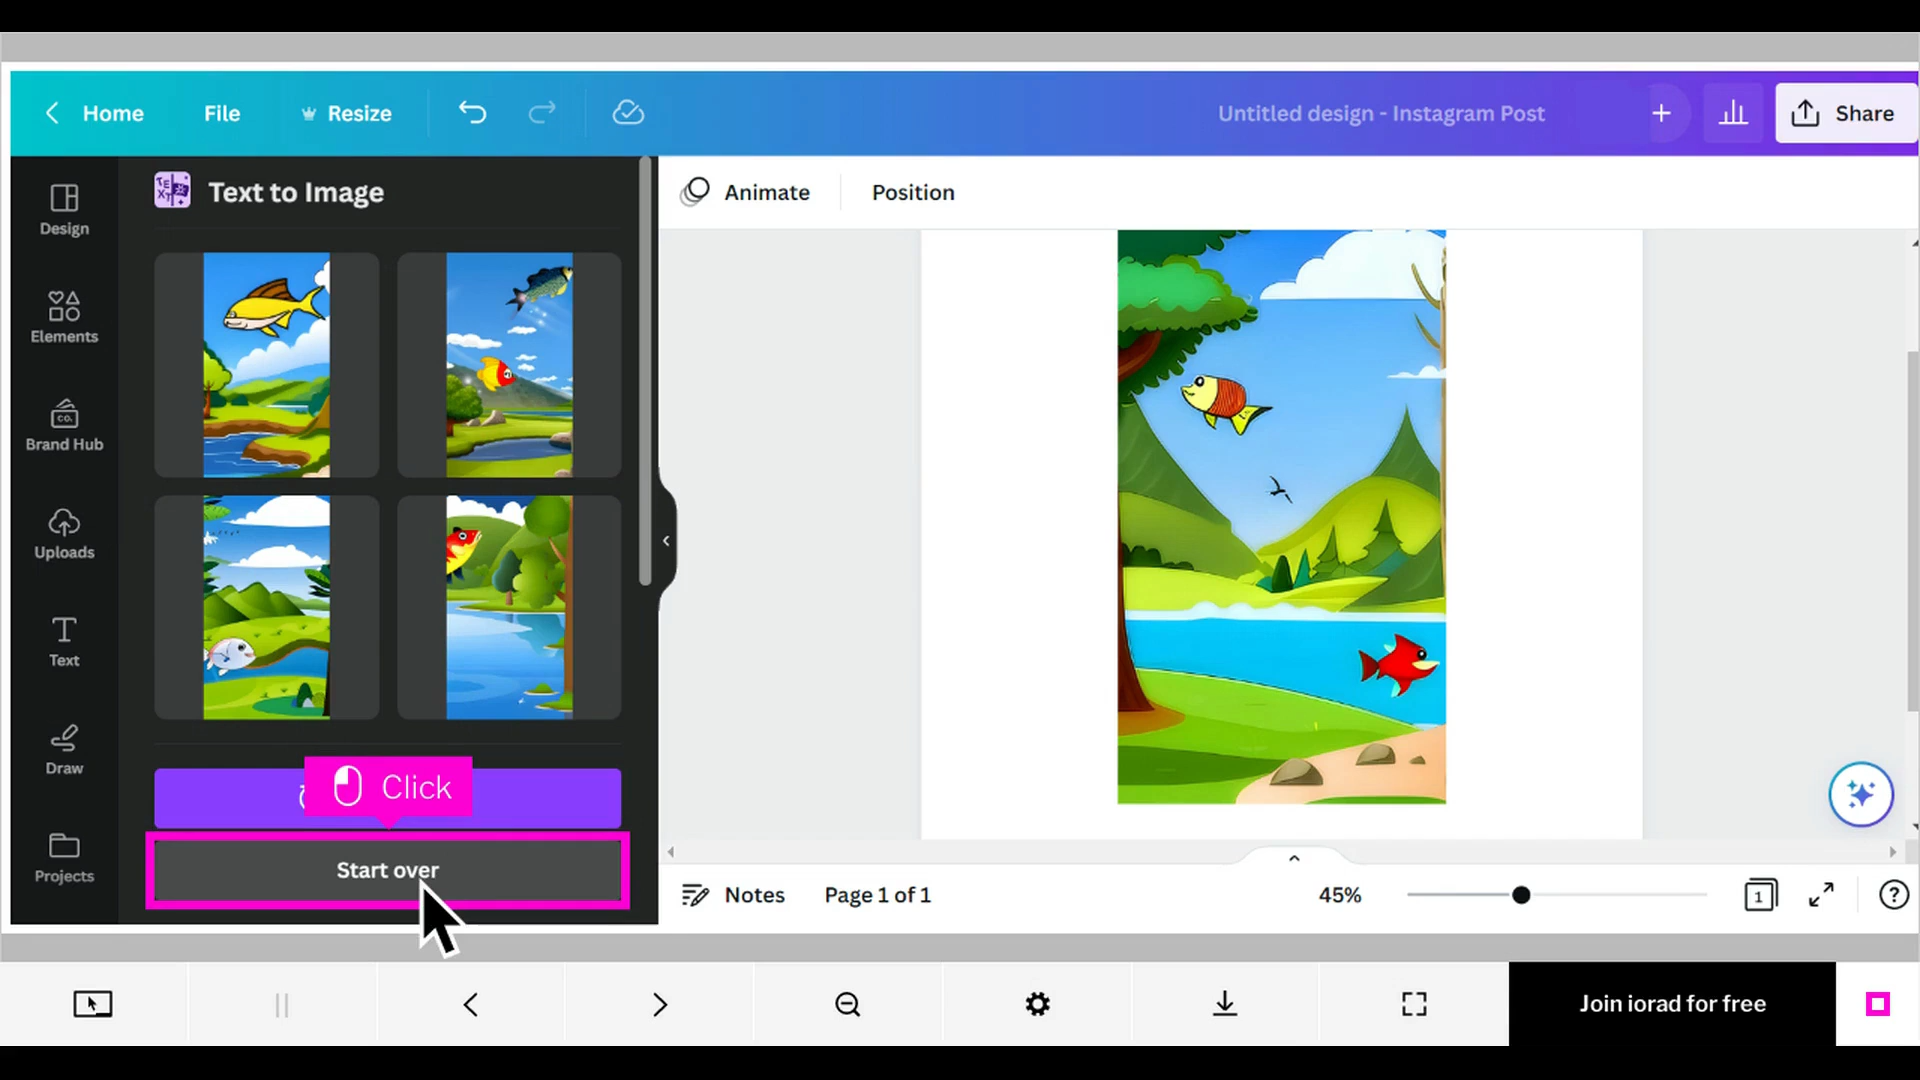 Home File Resize Untitled design - Instagram Post + Share
Text to Image
Animate Position
Design
Elements
CO.
Brand Hub
Uploads
Text
Draw
Projects
Click
Start over
Notes Page 1 of 1 45% 1 ?
Join iorad for free